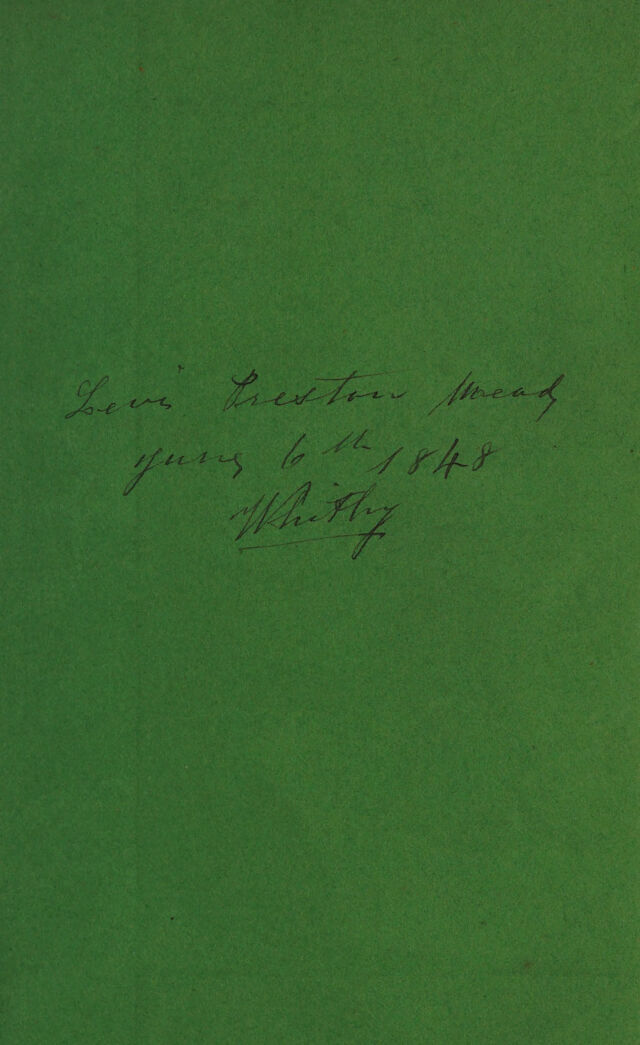 Levi Preston Mead
June 6th 1848
Whitby